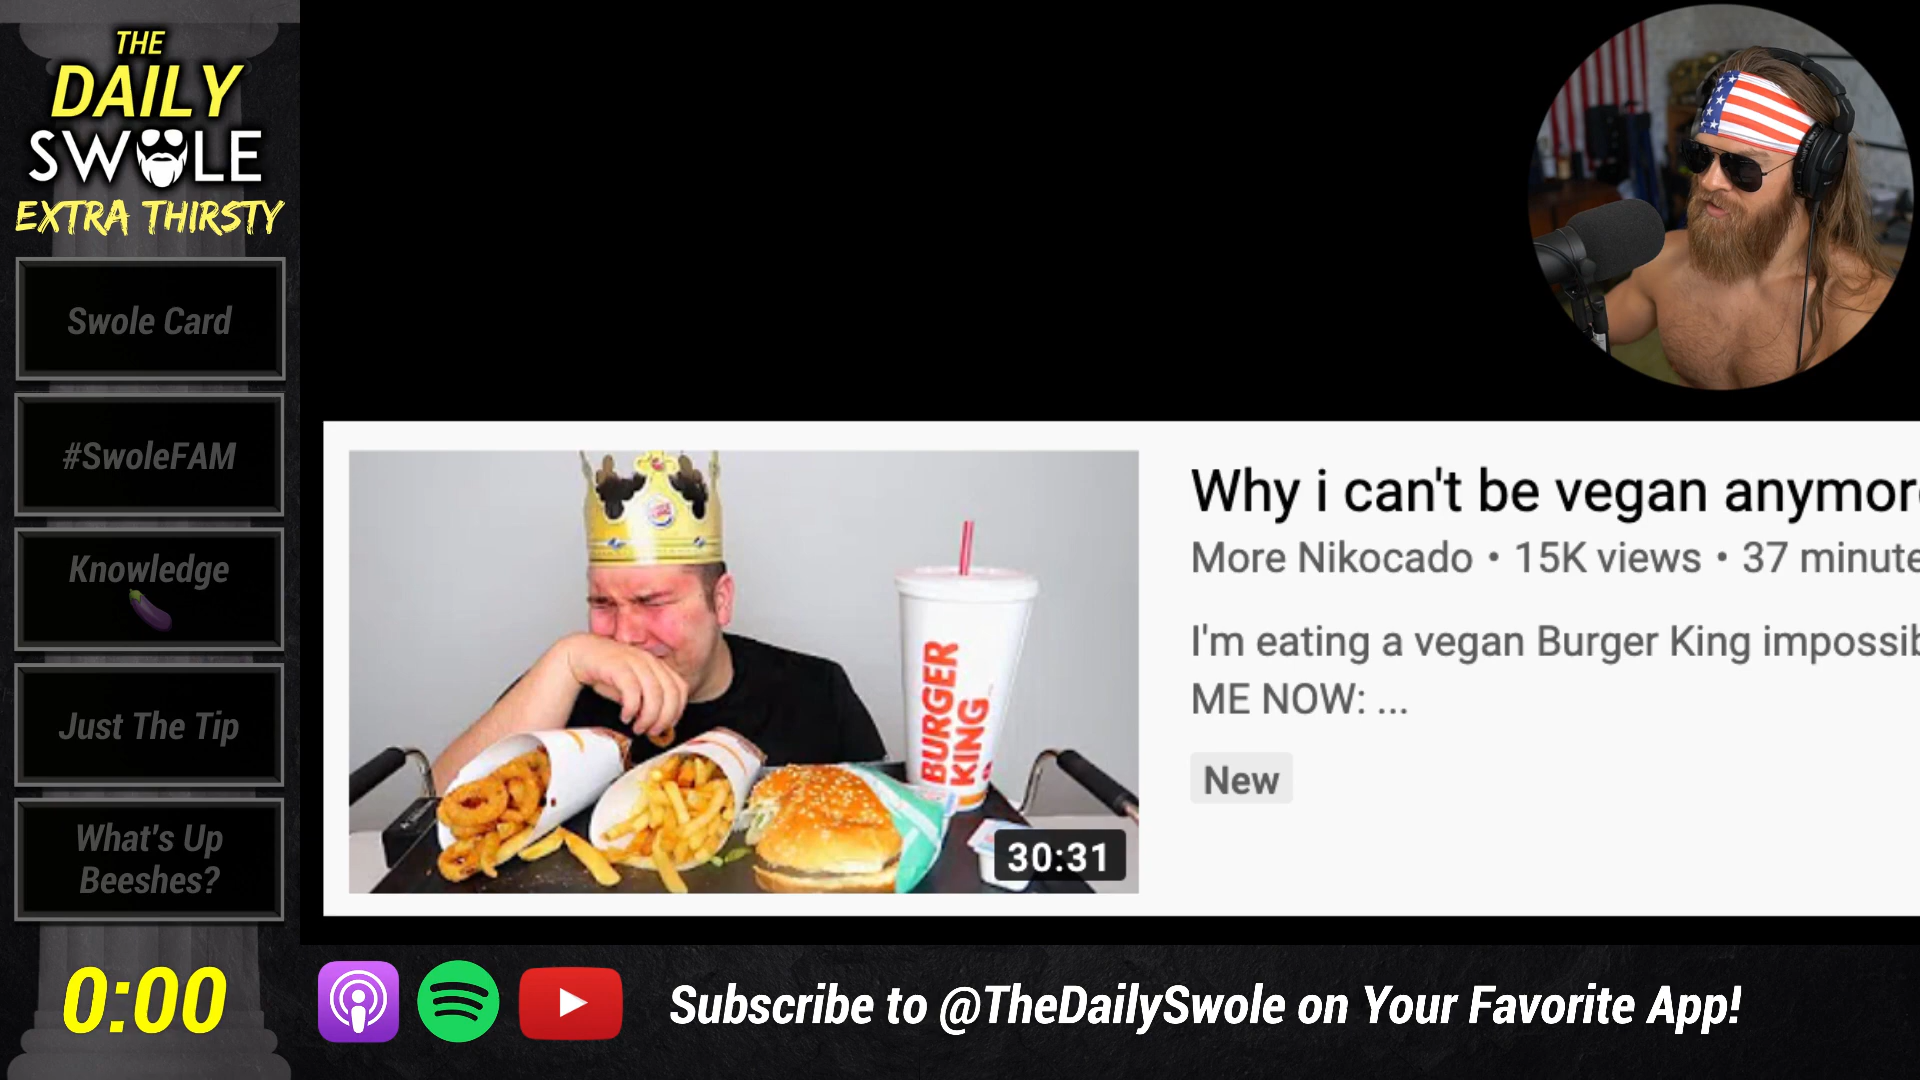 THE
DAILY
SWOLE
EXTRA THIRSTY
Swole Card
#SwoleFAM
Knowledge
Just The Tip
What's Up
Beeshes?
0:00
BURGER
KING
30:31
Why i can't be vegan anymor
More Nikocado • 15K views • 37 minute
I'm eating a vegan Burger King impossib
ME NOW: ...
New
Subscribe to @TheDailySwole on Your Favorite App!